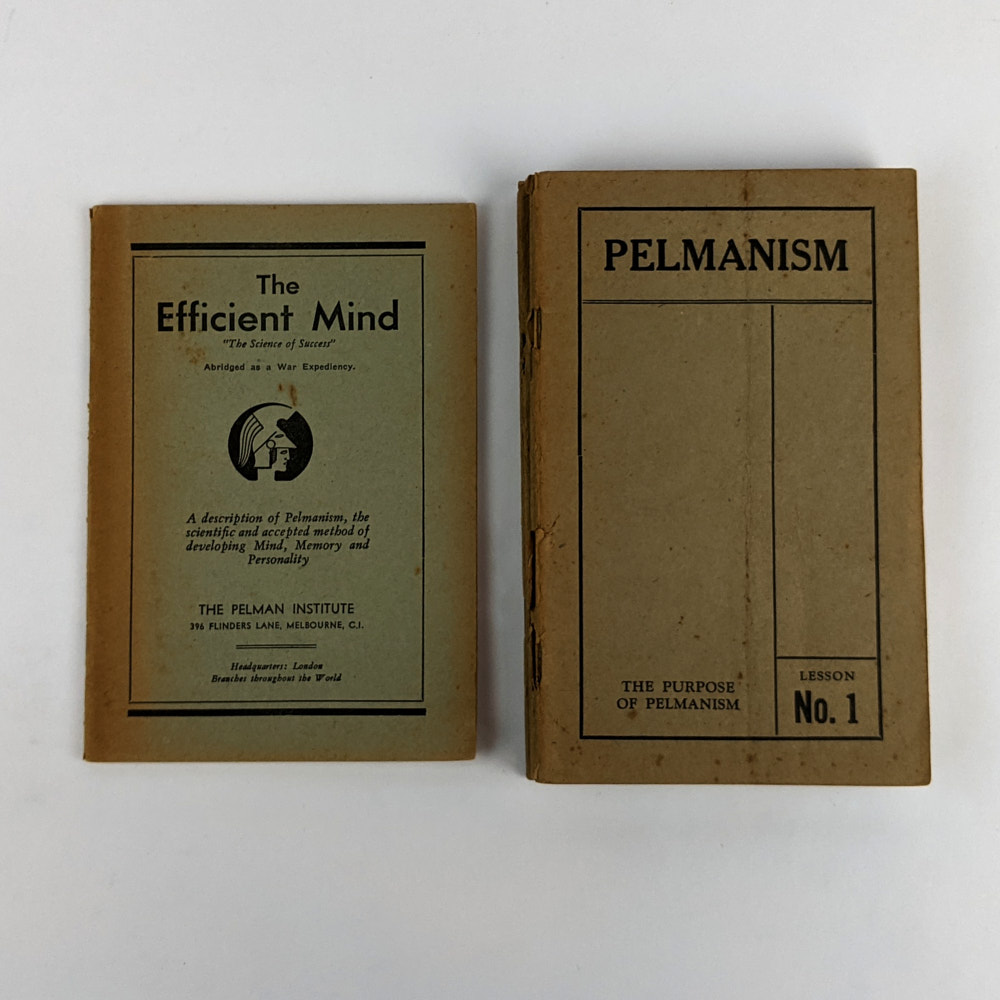 The
Efficient Mind
"The Science of Success"
Abridged as a War Expediency.
A description of Pelmanism, the
scientific and accepted method of
developing Mind, Memory and
Personality
THE PELMAN INSTITUTE
396 FLINDERS LANE, MELBOURNE, C.I.
Headquarters: London
Branches throughout the World
PELMANISM
THE PURPOSE
OF PELMANISM
LESSON
No. 1